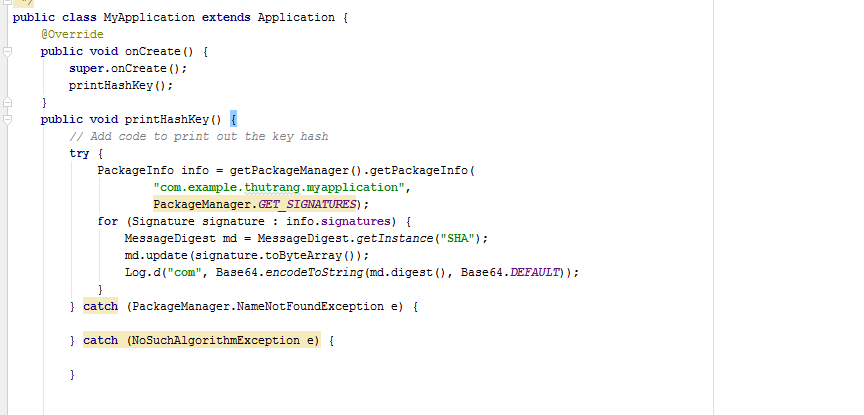 */
public class MyApplication extends Application {
@Override
public void onCreate() {
super.onCreate();
printHashKey();
}
public void printHashKey() {
// Add code to print out the key hash
try {
PackageInfo info = getPackageManager().getPackageInfo(
"com.example.thutrang.myapplication",
PackageManager.GET_SIGNATURES);
for (Signature signature : info.signatures) {
MessageDigest md = MessageDigest.getInstance("SHA");
md.update(signature.toByteArray());
Log.d("com", Base64.encodeToString(md.digest(), Base64.DEFAULT));
}
} catch (PackageManager.NameNotFoundException e) {
} catch (NoSuchAlgorithmException e) {
}